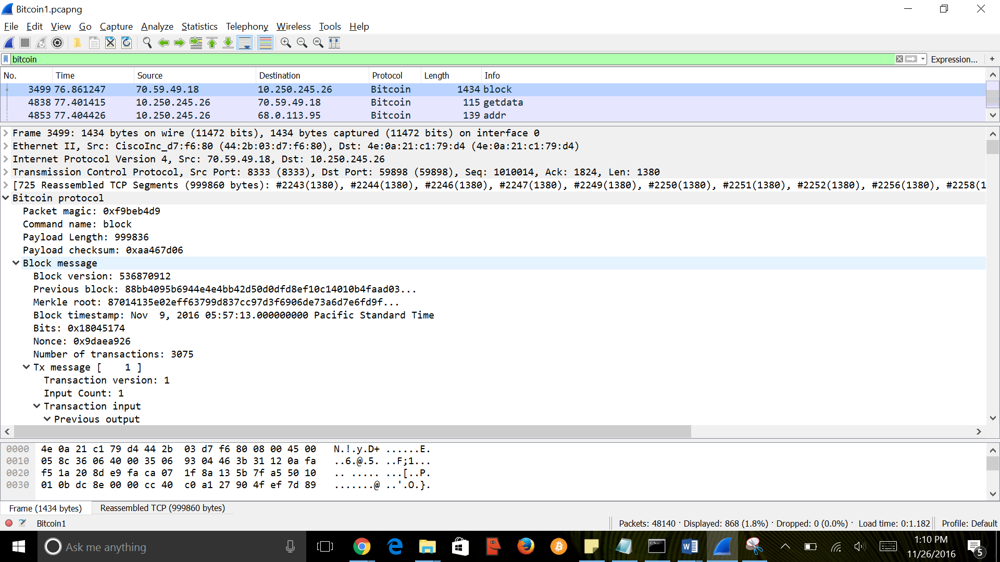 Bitcoin1.pcapng
File Edit View Go Capture Analyze Statistics Telephony Wireless Tools Help
bitcoin Expression... +
No. Time Source Destination Protocol Length Info
3499 76.861247 70.59.49.18 10.250.245.26 Bitcoin 1434 block
4838 77.401415 10.250.245.26 70.59.49.18 Bitcoin 115 getdata
4853 77.404426 10.250.245.26 68.0.113.95 Bitcoin 139 addr
Frame 3499: 1434 bytes on wire (11472 bits), 1434 bytes captured (11472 bits) on interface 0
Ethernet II, Src: CiscoInc_d7:f6:80 (44:2b:03:d7:f6:80), Dst: 4e:0a:21:c1:79:d4 (4e:0a:21:c1:79:d4)
Internet Protocol Version 4, Src: 70.59.49.18, Dst: 10.250.245.26
Transmission Control Protocol, Src Port: 8333 (8333), Dst Port: 59898 (59898), Seq: 1010014, Ack: 1824, Len: 1380
[725 Reassembled TCP Segments (999860 bytes): #2243(1380), #2244(1380), #2246(1380), #2247(1380), #2249(1380), #2250(1380), #2251(1380), #2252(1380), #2256(1380), #2258(1
Bitcoin protocol
Packet magic: 0xf9beb4d9
Command name: block
Payload Length: 999836
Payload checksum: 0xaa467d06
Block message
Block version: 536870912
Previous block: 88bb4095b6944e4e4bb42d50d0dfd8ef10c14010b4faad03...
Merkle root: 87014135e02eff63799d837cc97d3f6906de73a6d7e6fd9f...
Block timestamp: Nov  9, 2016 05:57:13.000000000 Pacific Standard Time
Bits: 0x18045174
Nonce: 0x9daea926
Number of transactions: 3075
Tx message [    1 ]
Transaction version: 1
Input Count: 1
Transaction input
Previous output
0000 4e 0a 21 c1 79 d4 44 2b 03 d7 f6 80 08 00 45 00 N.!.y.D+ ......E.
0010 05 8c 36 06 40 00 35 06 93 04 46 3b 31 12 0a fa ..6.@.5. ..F;1...
0020 f5 1a 20 8d e9 fa ca 07 1f 8a 13 5b 7f a5 50 10 .. ..... ...[..P.
0030 01 0b dc 8e 00 00 cc 40 c0 a1 27 90 4f ef 7d 89 .......@ ..'.O.}.
Frame (1434 bytes) Reassembled TCP (999860 bytes)
Bitcoin1 Packets: 48140 · Displayed: 868 (1.8%) · Dropped: 0 (0.0%) · Load time: 0:1.182 Profile: Default
Ask me anything 1:10 PM
11/26/2016 5